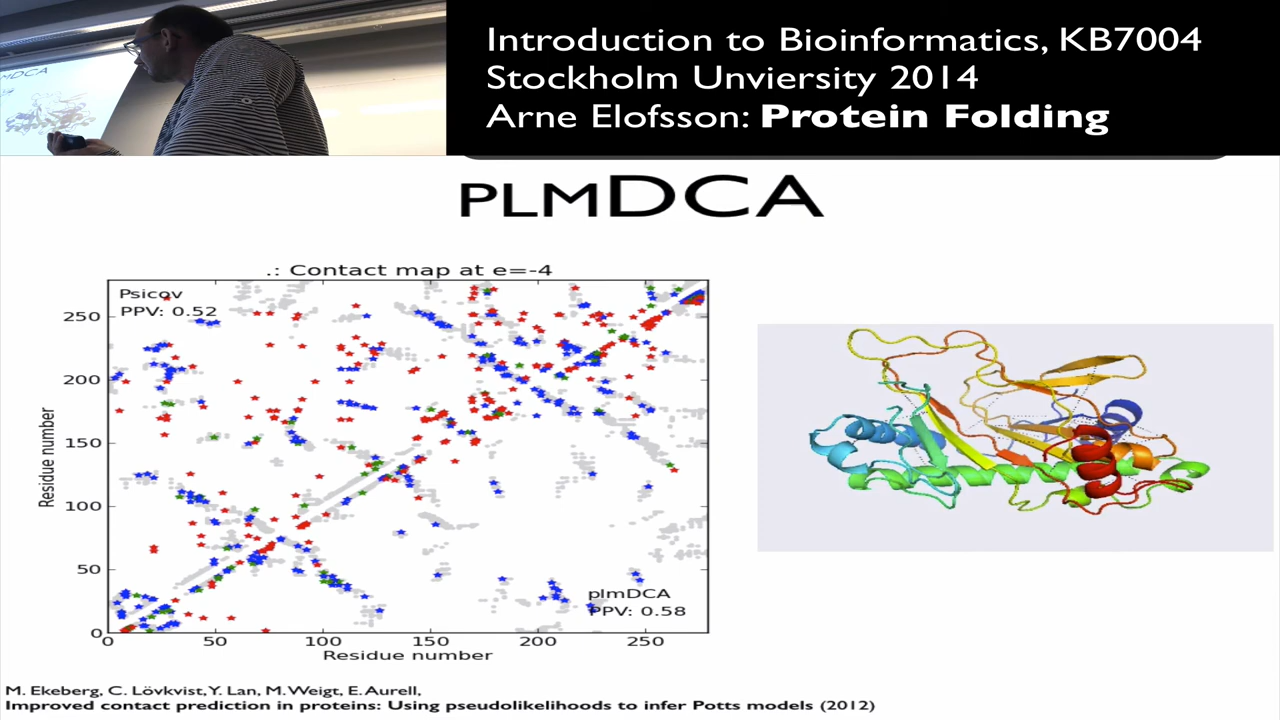 Introduction to Bioinformatics, KB7004
Stockholm Unviersity 2014
Arne Elofsson: Protein Folding
PLMDCA
.: Contact map at e=-4
Psicov
PPV: 0.52
250
200
150
100
50
0
Residue number
plmDCA
PPV: 0.58
0 50 100 150 200 250
Residue number
M. Ekeberg, C. Lövkvist, Y. Lan, M. Weigt, E. Aurell,
Improved contact prediction in proteins: Using pseudolikelihoods to infer Potts models (2012)